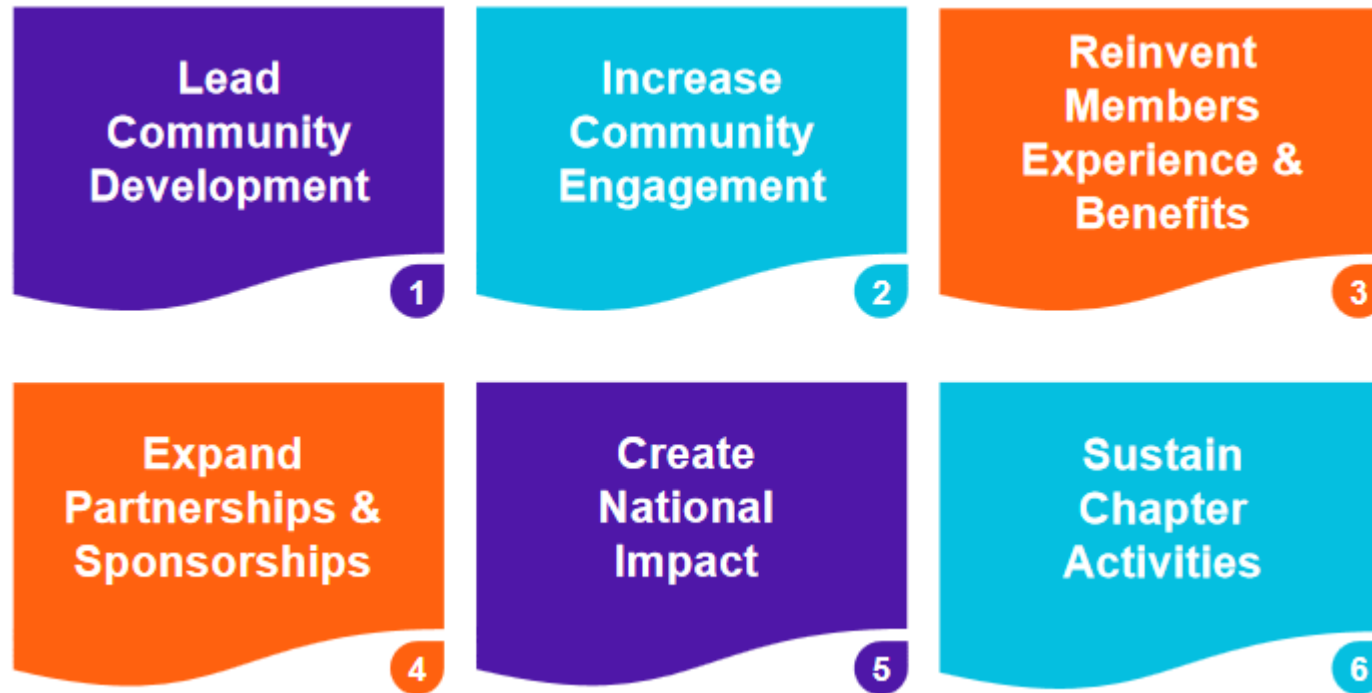 Lead
Community
Development
1
Increase
Community
Engagement
2
Reinvent
Members
Experience &
Benefits
3
Expand
Partnerships &
Sponsorships
4
Create
National
Impact
5
Sustain
Chapter
Activities
6